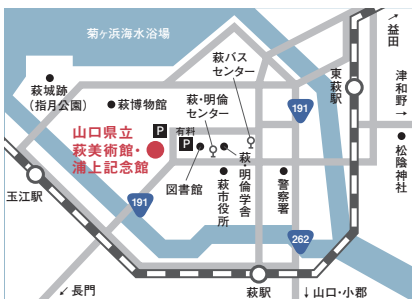 菊ヶ浜海水浴場
→益田
萩城跡
(指月公園)
萩博物館
萩バス
センター
東萩駅
津和野→
191
山口県立
萩美術館・
浦上記念館
P
有料
P
萩・明倫
センター
松陰神社
玉江駅
図書館
萩市役所
萩・明倫学舎
警察署
191
262
↙長門
萩駅
↓山口・小郡